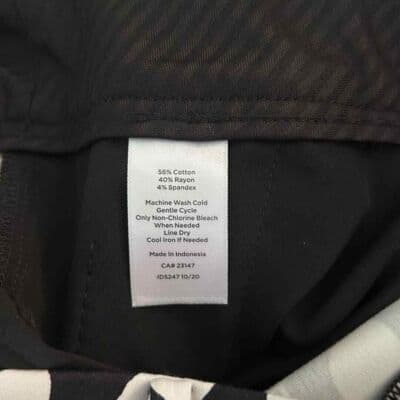 56% Cotton
40% Rayon
4% Spandex
Machine Wash Cold
Gentle Cycle
Only Non-Chlorine Bleach
When Needed
Line Dry
Cool Iron If Needed
Made In Indonesia
CA# 23147
ID5247 10/20